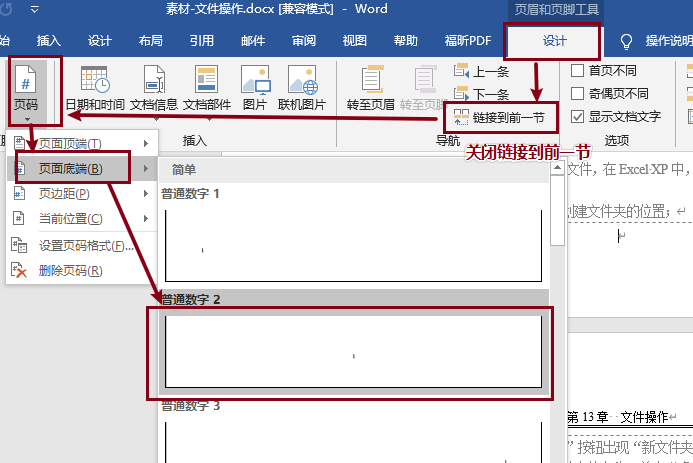 素材-文件操作.docx [兼容模式] - Word
页眉和页脚工具
插入 设计 布局 引用 邮件 审阅 视图 帮助 福昕PDF 设计 操作说明
页码
日期和时间 文档信息 文档部件 图片 联机图片
转至页眉 转至页脚
上一条
下一条
链接到前一节
首页不同
奇偶页不同
显示文档文字
插入 导航 选项
关闭链接到前一节
页面顶端(T)
页面底端(B)
页边距(P)
当前位置(C)
设置页码格式(F)...
删除页码(R)
简单
普通数字 1
普通数字 2
普通数字 3
文件，在 Excel·XP 中，
创建文件夹的位置；
第 13 章··文件操作
”按钮出现“新文件夹